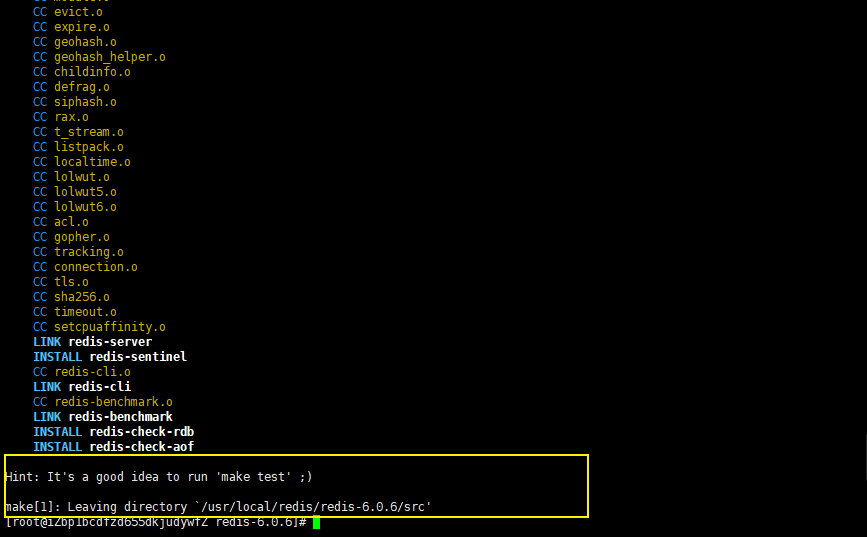 CC evict.o
CC expire.o
CC geohash.o
CC geohash_helper.o
CC childinfo.o
CC defrag.o
CC siphash.o
CC rax.o
CC t_stream.o
CC listpack.o
CC localtime.o
CC lolwut.o
CC lolwut5.o
CC lolwut6.o
CC acl.o
CC gopher.o
CC tracking.o
CC connection.o
CC tls.o
CC sha256.o
CC timeout.o
CC setcpuaffinity.o
LINK redis-server
INSTALL redis-sentinel
CC redis-cli.o
LINK redis-cli
CC redis-benchmark.o
LINK redis-benchmark
INSTALL redis-check-rdb
INSTALL redis-check-aof
Hint: It's a good idea to run 'make test' ;)
make[1]: Leaving directory `/usr/local/redis/redis-6.0.6/src'
[root@iZbp1bcdfzd655dkjudywfZ redis-6.0.6]#